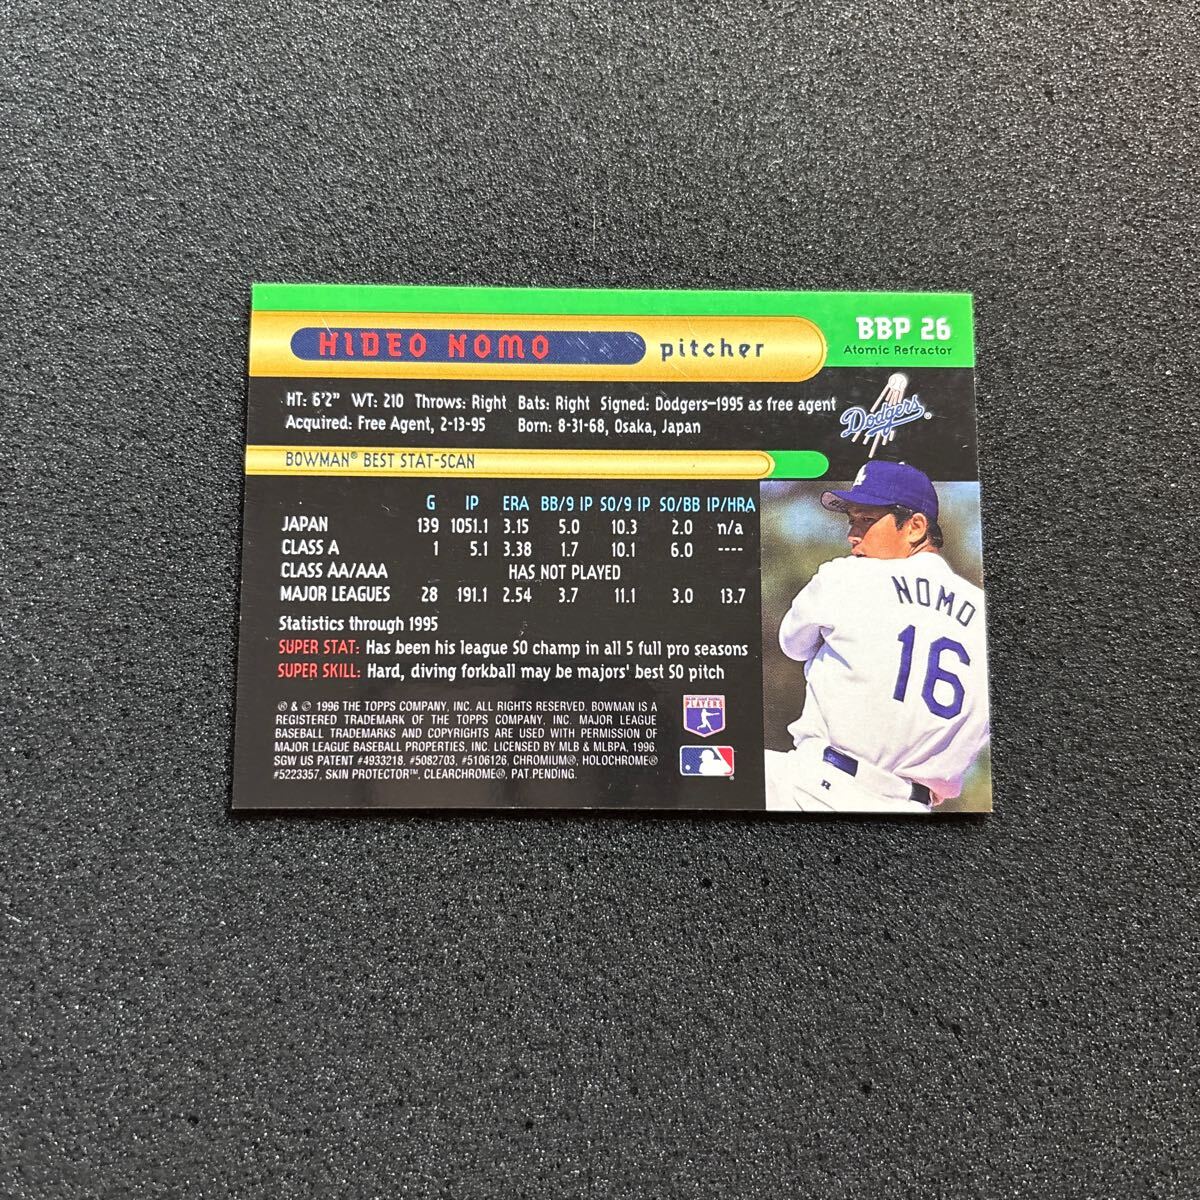 HIDEO NOMO pitcher
BBP 26
Atomic Refractor
HT: 6'2" WT: 210 Throws: Right Bats: Right Signed: Dodgers—1995 as free agent
Acquired: Free Agent, 2-13-95 Born: 8-31-68, Osaka, Japan
Dodgers®
BOWMAN® BEST STAT-SCAN
G IP ERA BB/9 IP SO/9 IP SO/BB IP/HRA
JAPAN 139 1051.1 3.15 5.0 10.3 2.0 n/a
CLASS A 1 5.1 3.38 1.7 10.1 6.0 ----
CLASS AA/AAA HAS NOT PLAYED
MAJOR LEAGUES 28 191.1 2.54 3.7 11.1 3.0 13.7
Statistics through 1995
SUPER STAT: Has been his league SO champ in all 5 full pro seasons
SUPER SKILL: Hard, diving forkball may be majors' best SO pitch
® & © 1996 THE TOPPS COMPANY, INC. ALL RIGHTS RESERVED. BOWMAN IS A
REGISTERED TRADEMARK OF THE TOPPS COMPANY, INC. MAJOR LEAGUE
BASEBALL TRADEMARKS AND COPYRIGHTS ARE USED WITH PERMISSION OF
MAJOR LEAGUE BASEBALL PROPERTIES, INC. LICENSED BY MLB & MLBPA, 1996.
SGW US PATENT #4933218, #5082703, #5106126, CHROMIUM®, HOLOCHROME®
#5223357, SKIN PROTECTOR™, CLEARCHROME®, PAT.PENDING.
PLAYERS
LA
NOMO
16
R